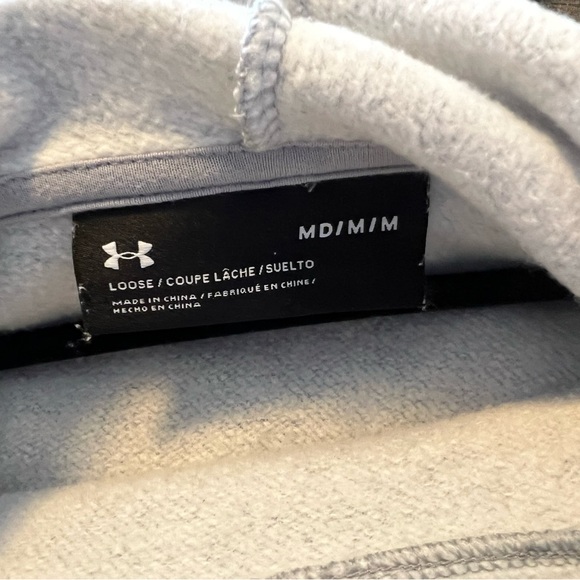 MD/M/M
LOOSE / COUPE LÂCHE / SUELTO
MADE IN CHINA / FABRIQUÉ EN CHINE /
HECHO EN CHINA